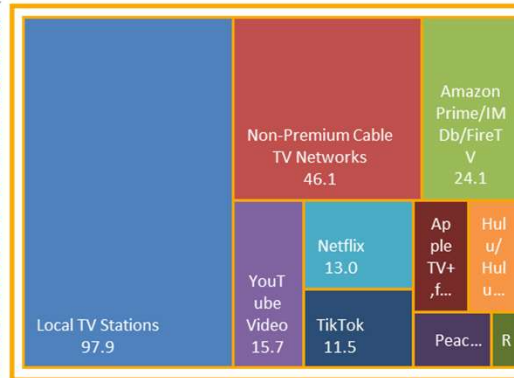 Local TV Stations
97.9
Non-Premium Cable
TV Networks
46.1
Amazon
Prime/IM
Db/FireT
V
24.1
YouT
ube
Video
15.7
Netflix
13.0
TikTok
11.5
Ap
ple
TV+
,f...
Hul
u/
Hul
u...
Peac...
R